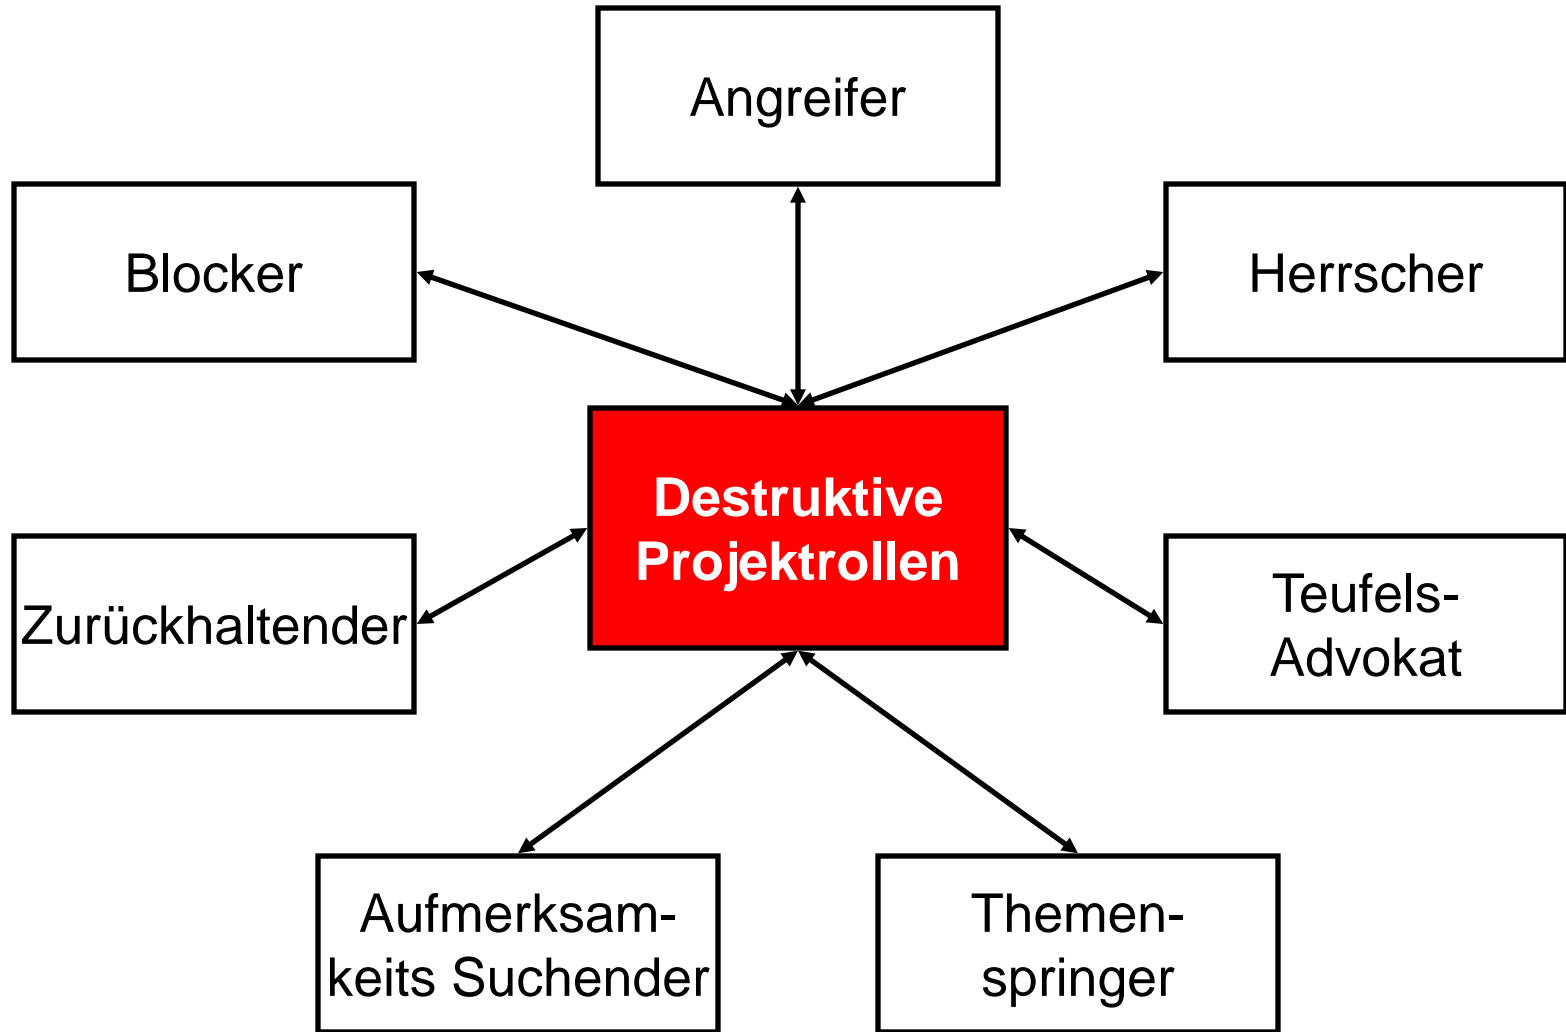 Angreifer
Blocker
Herrscher
Destruktive
Projektrollen
Zurückhaltender
Teufels-
Advokat
Aufmerksam-
keits Suchender
Themen-
springer